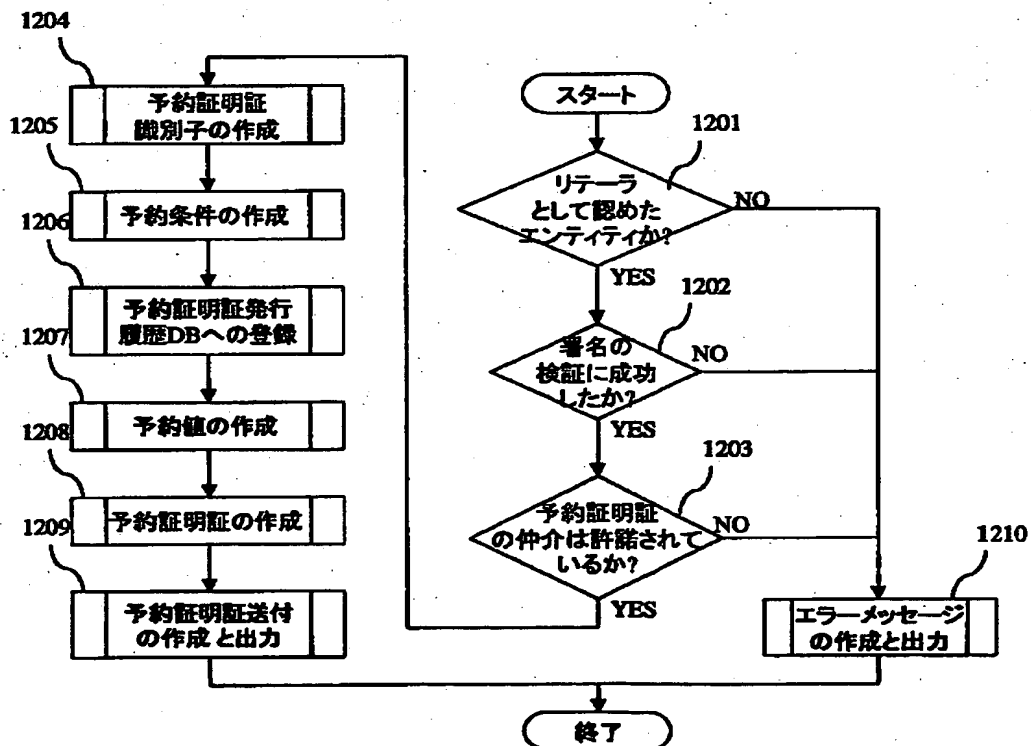 1204
予約証明証
識別子の作成
1205
予約条件の作成
1206
予約証明証発行
履歴DBへの登録
1207
予約値の作成
1208
予約証明証の作成
1209
予約証明証送付
の作成と出力
スタート
1201
リテーラ
として認めた
エンティティか?
NO
YES
1202
署名の
検証に成功
したか?
NO
YES
1203
予約証明証
の仲介は許諾されて
いるか?
NO
YES
1210
エラーメッセージ
の作成と出力
終了